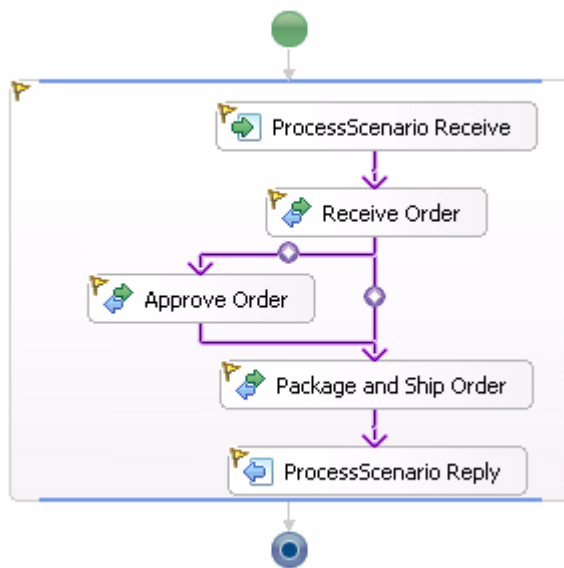 ProcessScenario Receive
Receive Order
Approve Order
Package and Ship Order
ProcessScenario Reply